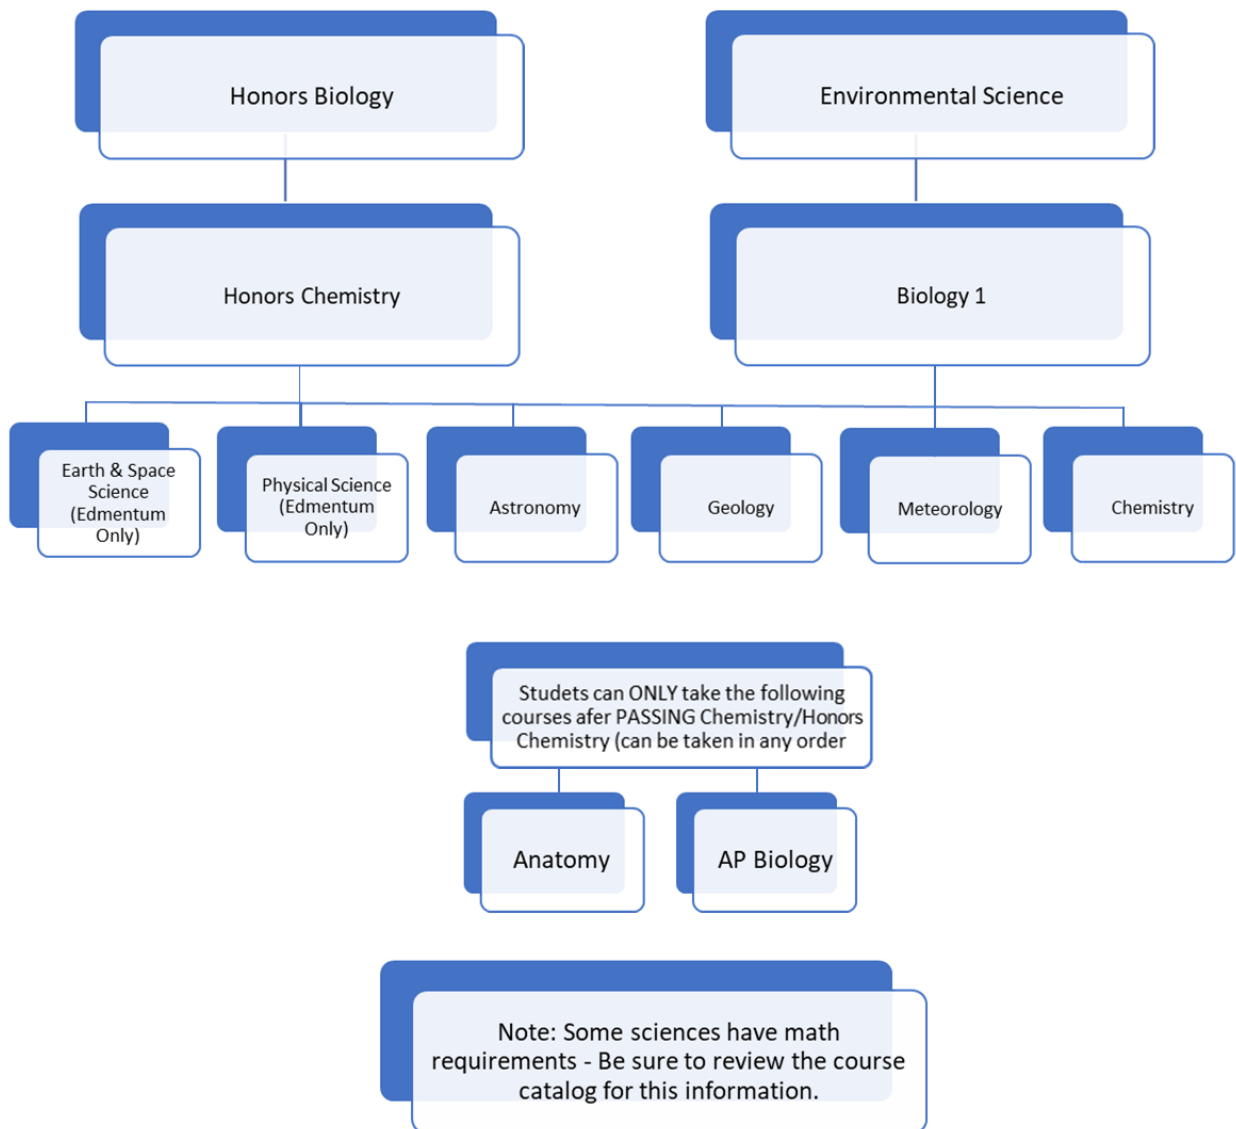 Honors Biology
Environmental Science
Honors Chemistry
Biology 1
Earth & Space
Science
(Edmentum
Only)
Physical Science
(Edmentum
Only)
Astronomy
Geology
Meteorology
Chemistry
Studets can ONLY take the following
courses afer PASSING Chemistry/Honors
Chemistry (can be taken in any order
Anatomy
AP Biology
Note: Some sciences have math
requirements - Be sure to review the course
catalog for this information.